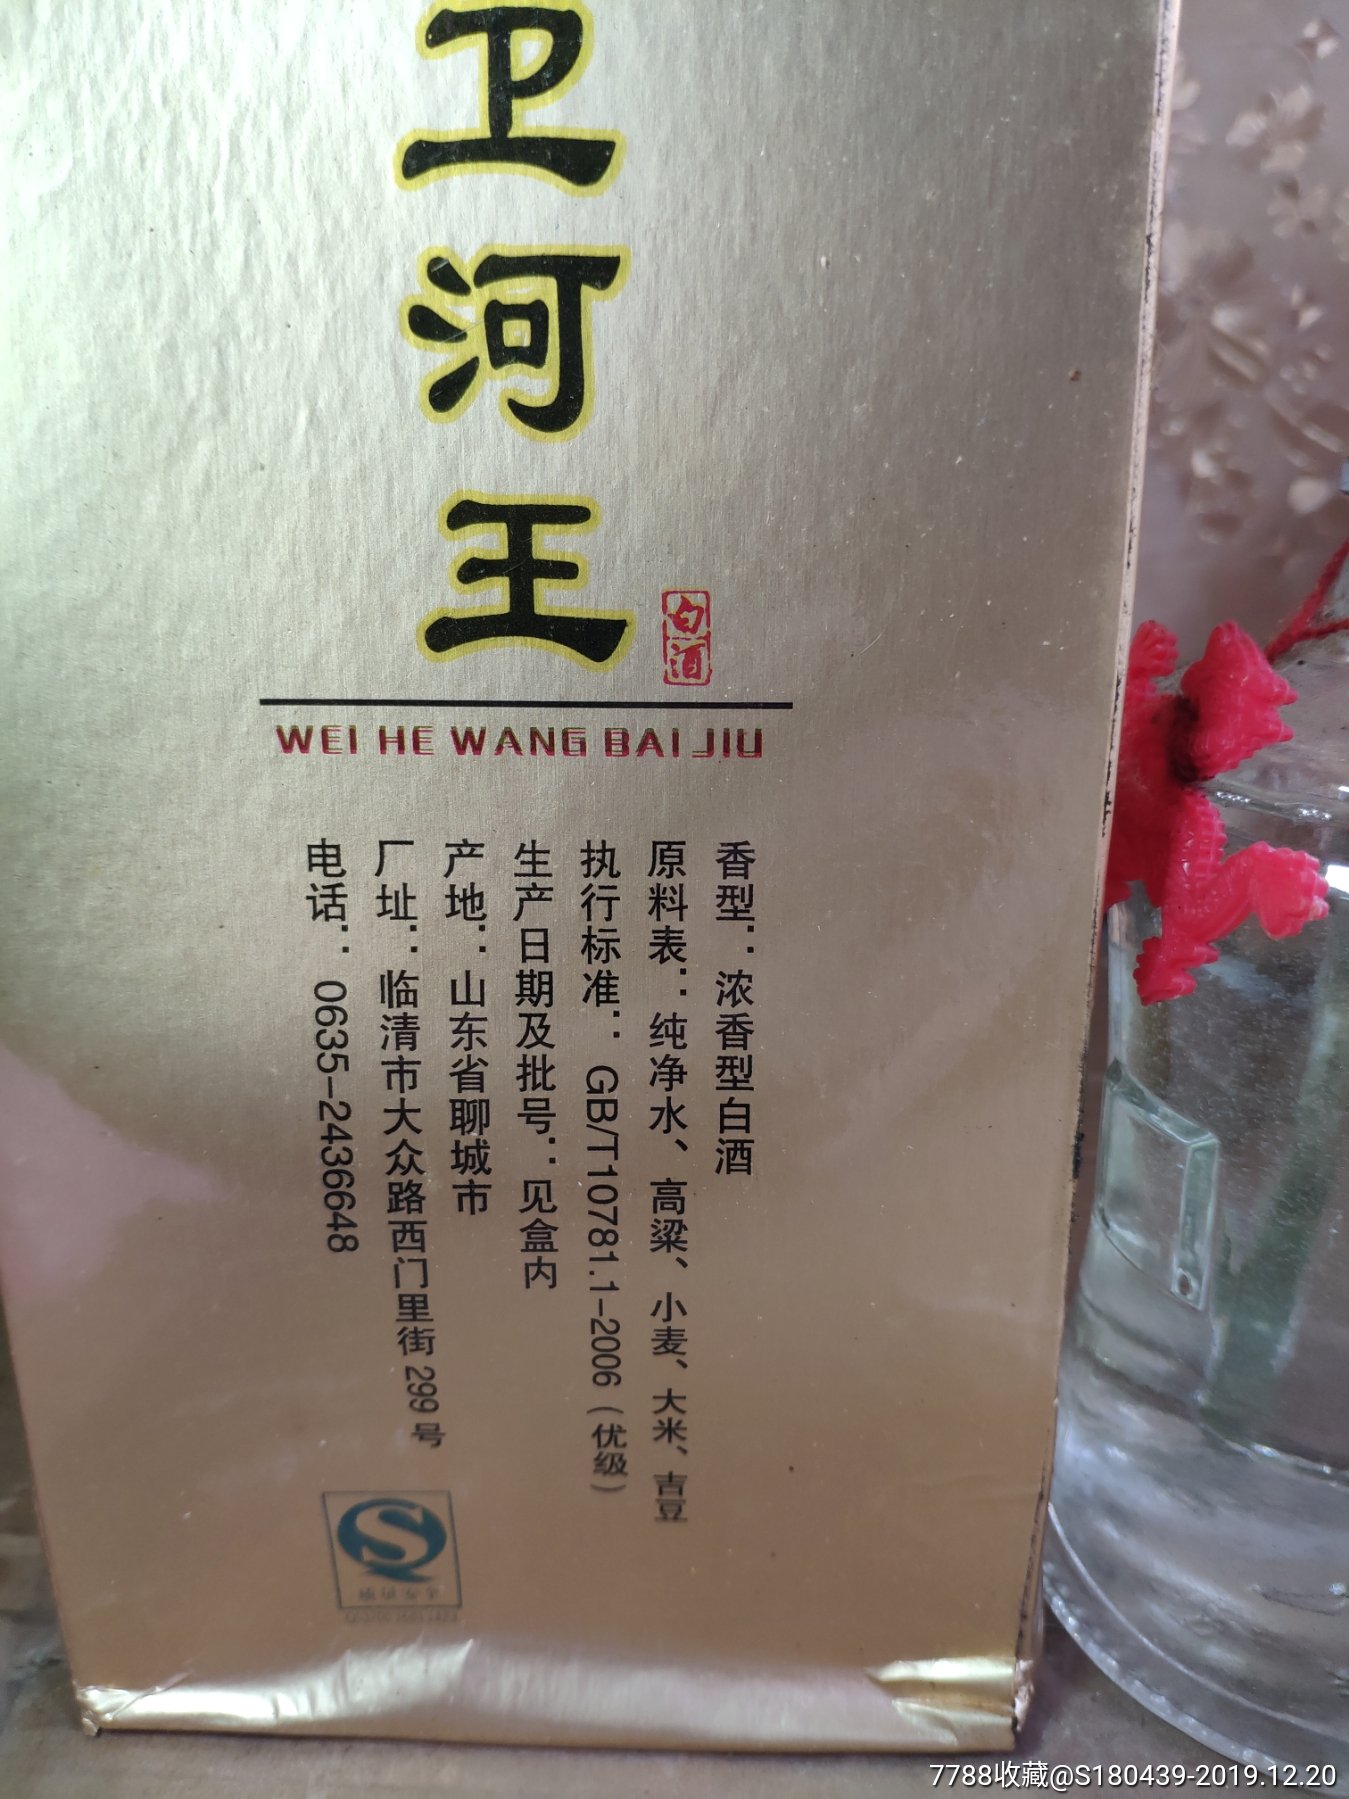 卫河王
白酒
WEI HE WANG BAI JIU
香型：浓香型白酒
原料表：纯净水、高粱、小麦、大米、吉豆
执行标准：GB/T10781.1-2006（优级）
生产日期及批号：见盒内
产地：山东省聊城市
厂址：临清市大众路西门里街299号
电话：0635-2436648
7788收藏@S180439-2019.12.20